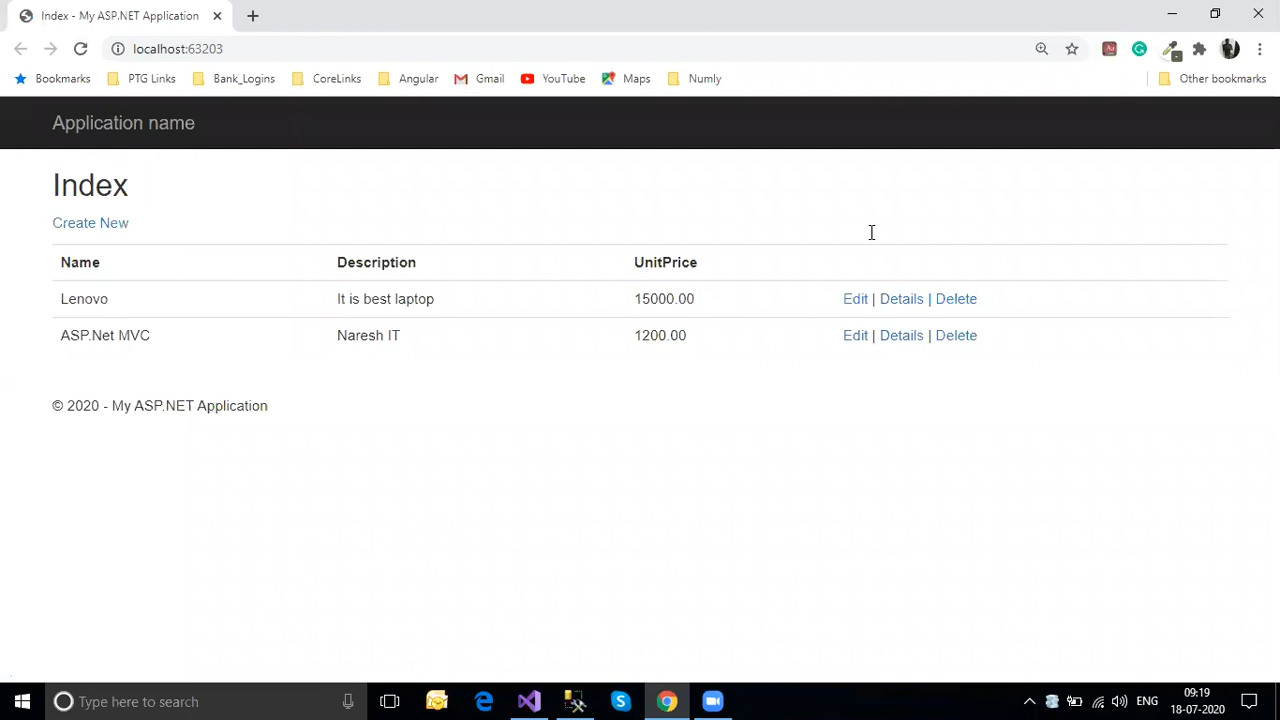 Index - My ASP.NET Application
localhost:63203
Bookmarks PTG Links Bank_Logins CoreLinks Angular Gmail YouTube Maps Numly Other bookmarks
Application name
Index
Create New
Name Description UnitPrice
Lenovo It is best laptop 15000.00 Edit | Details | Delete
ASP.Net MVC Naresh IT 1200.00 Edit | Details | Delete
© 2020 - My ASP.NET Application
Type here to search ENG 09:19
18-07-2020